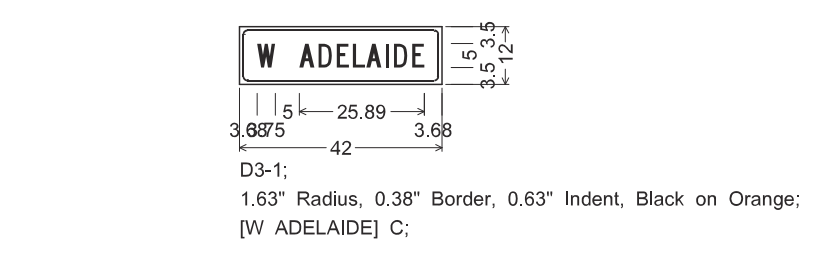 W ADELAIDE
3.5
5
12
3.5
5 25.89
3.68 3.75 3.68
42
D3-1;
1.63" Radius, 0.38" Border, 0.63" Indent, Black on Orange;
[W ADELAIDE] C;